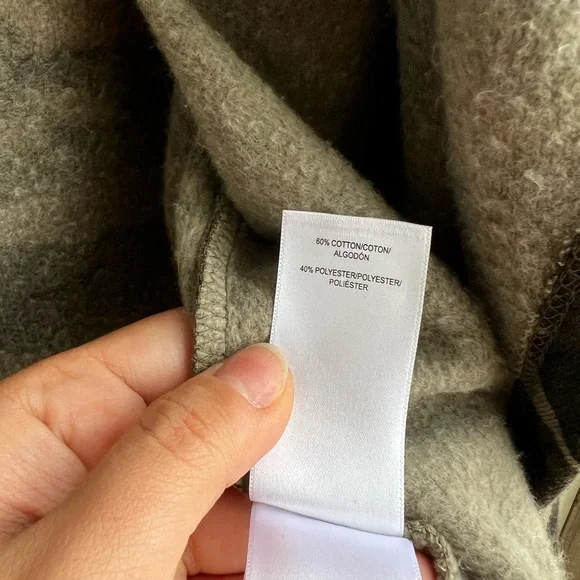 60% COTTON/COTON/
ALGODÓN
40% POLYESTER/POLYESTER/
POLIÉSTER